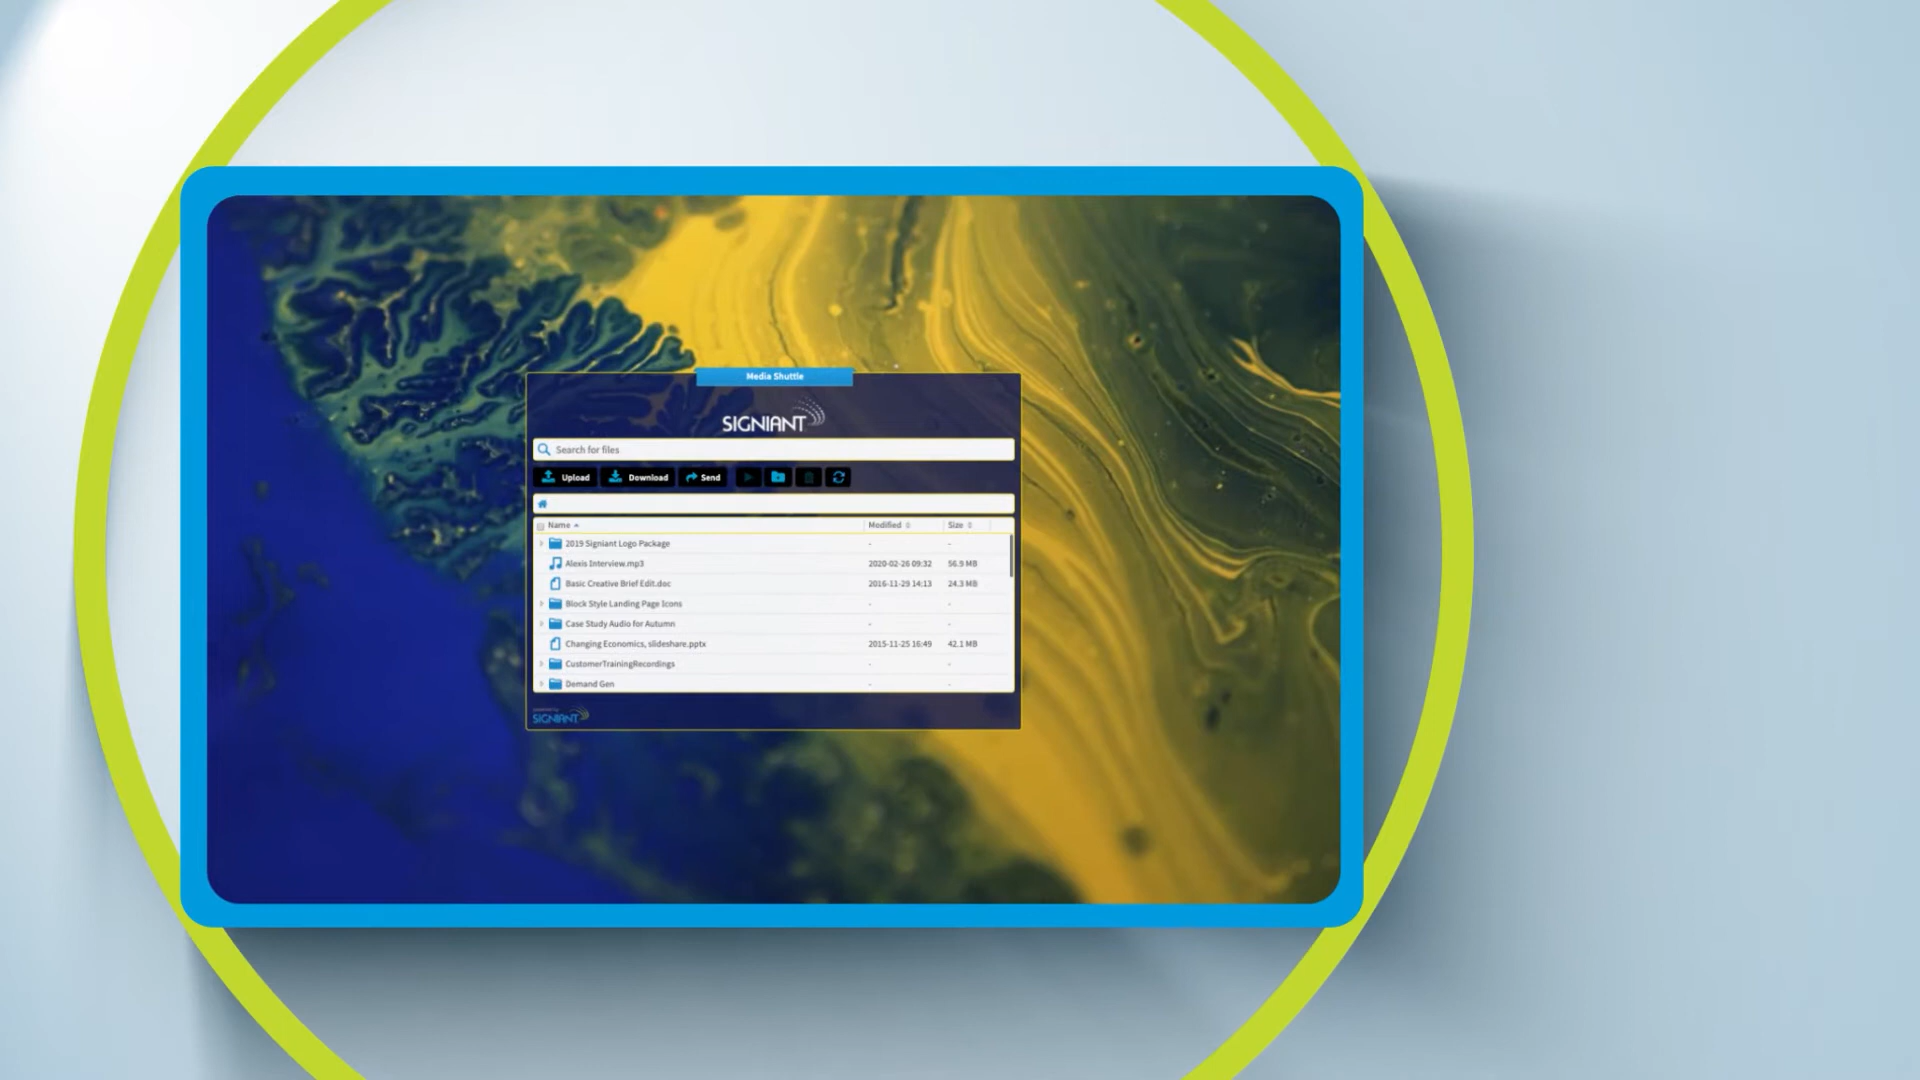 Media Shuttle
SIGNIANT
Search for files
Upload Download Send
Name Modified Size
2019 Signiant Logo Package - -
Alexis Interview.mp3 2020-02-26 09:32 56.9 MB
Basic Creative Brief Edit.doc 2016-11-29 14:13 24.3 MB
Block Style Landing Page Icons - -
Case Study Audio for Autumn - -
Changing Economics, slideshare.pptx 2015-11-25 16:49 42.1 MB
CustomerTrainingRecordings - -
Demand Gen - -
SIGNIANT